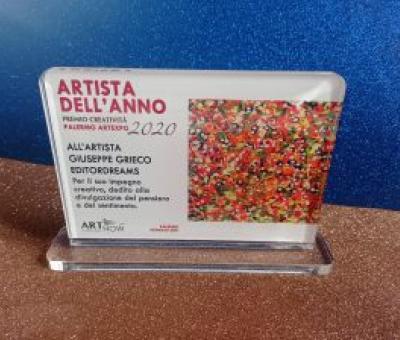 ARTISTA
DELL'ANNO
PREMIO CREATIVITÀ
PALERMO ARTEXPO 2020
ALL'ARTISTA
GIUSEPPE GRIECO
EDITORDREAMS
Per il suo impegno
creativo, dedito alla
divulgazione del pensiero
e del sentimento.
ART
NOW